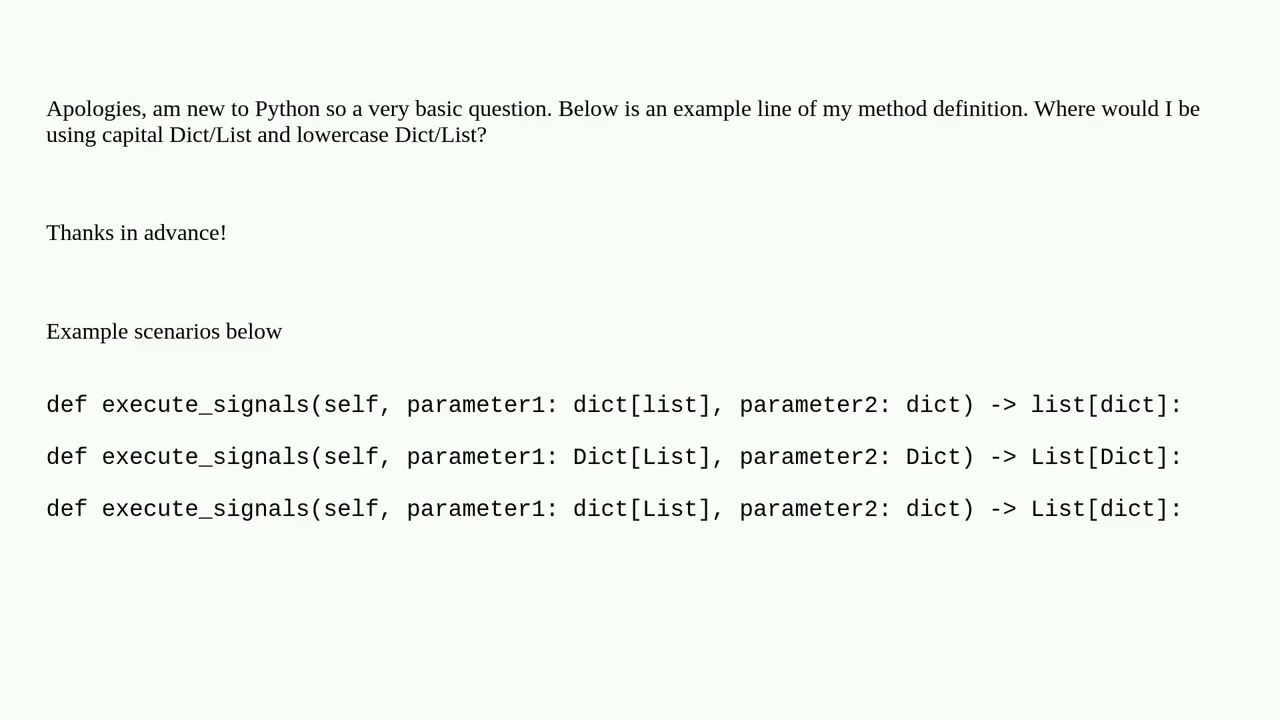 Apologies, am new to Python so a very basic question. Below is an example line of my method definition. Where would I be
using capital Dict/List and lowercase Dict/List?
Thanks in advance!
Example scenarios below
def execute_signals(self, parameter1: dict[list], parameter2: dict) -> list[dict]:
def execute_signals(self, parameter1: Dict[List], parameter2: Dict) -> List[Dict]:
def execute_signals(self, parameter1: dict[List], parameter2: dict) -> List[dict]: